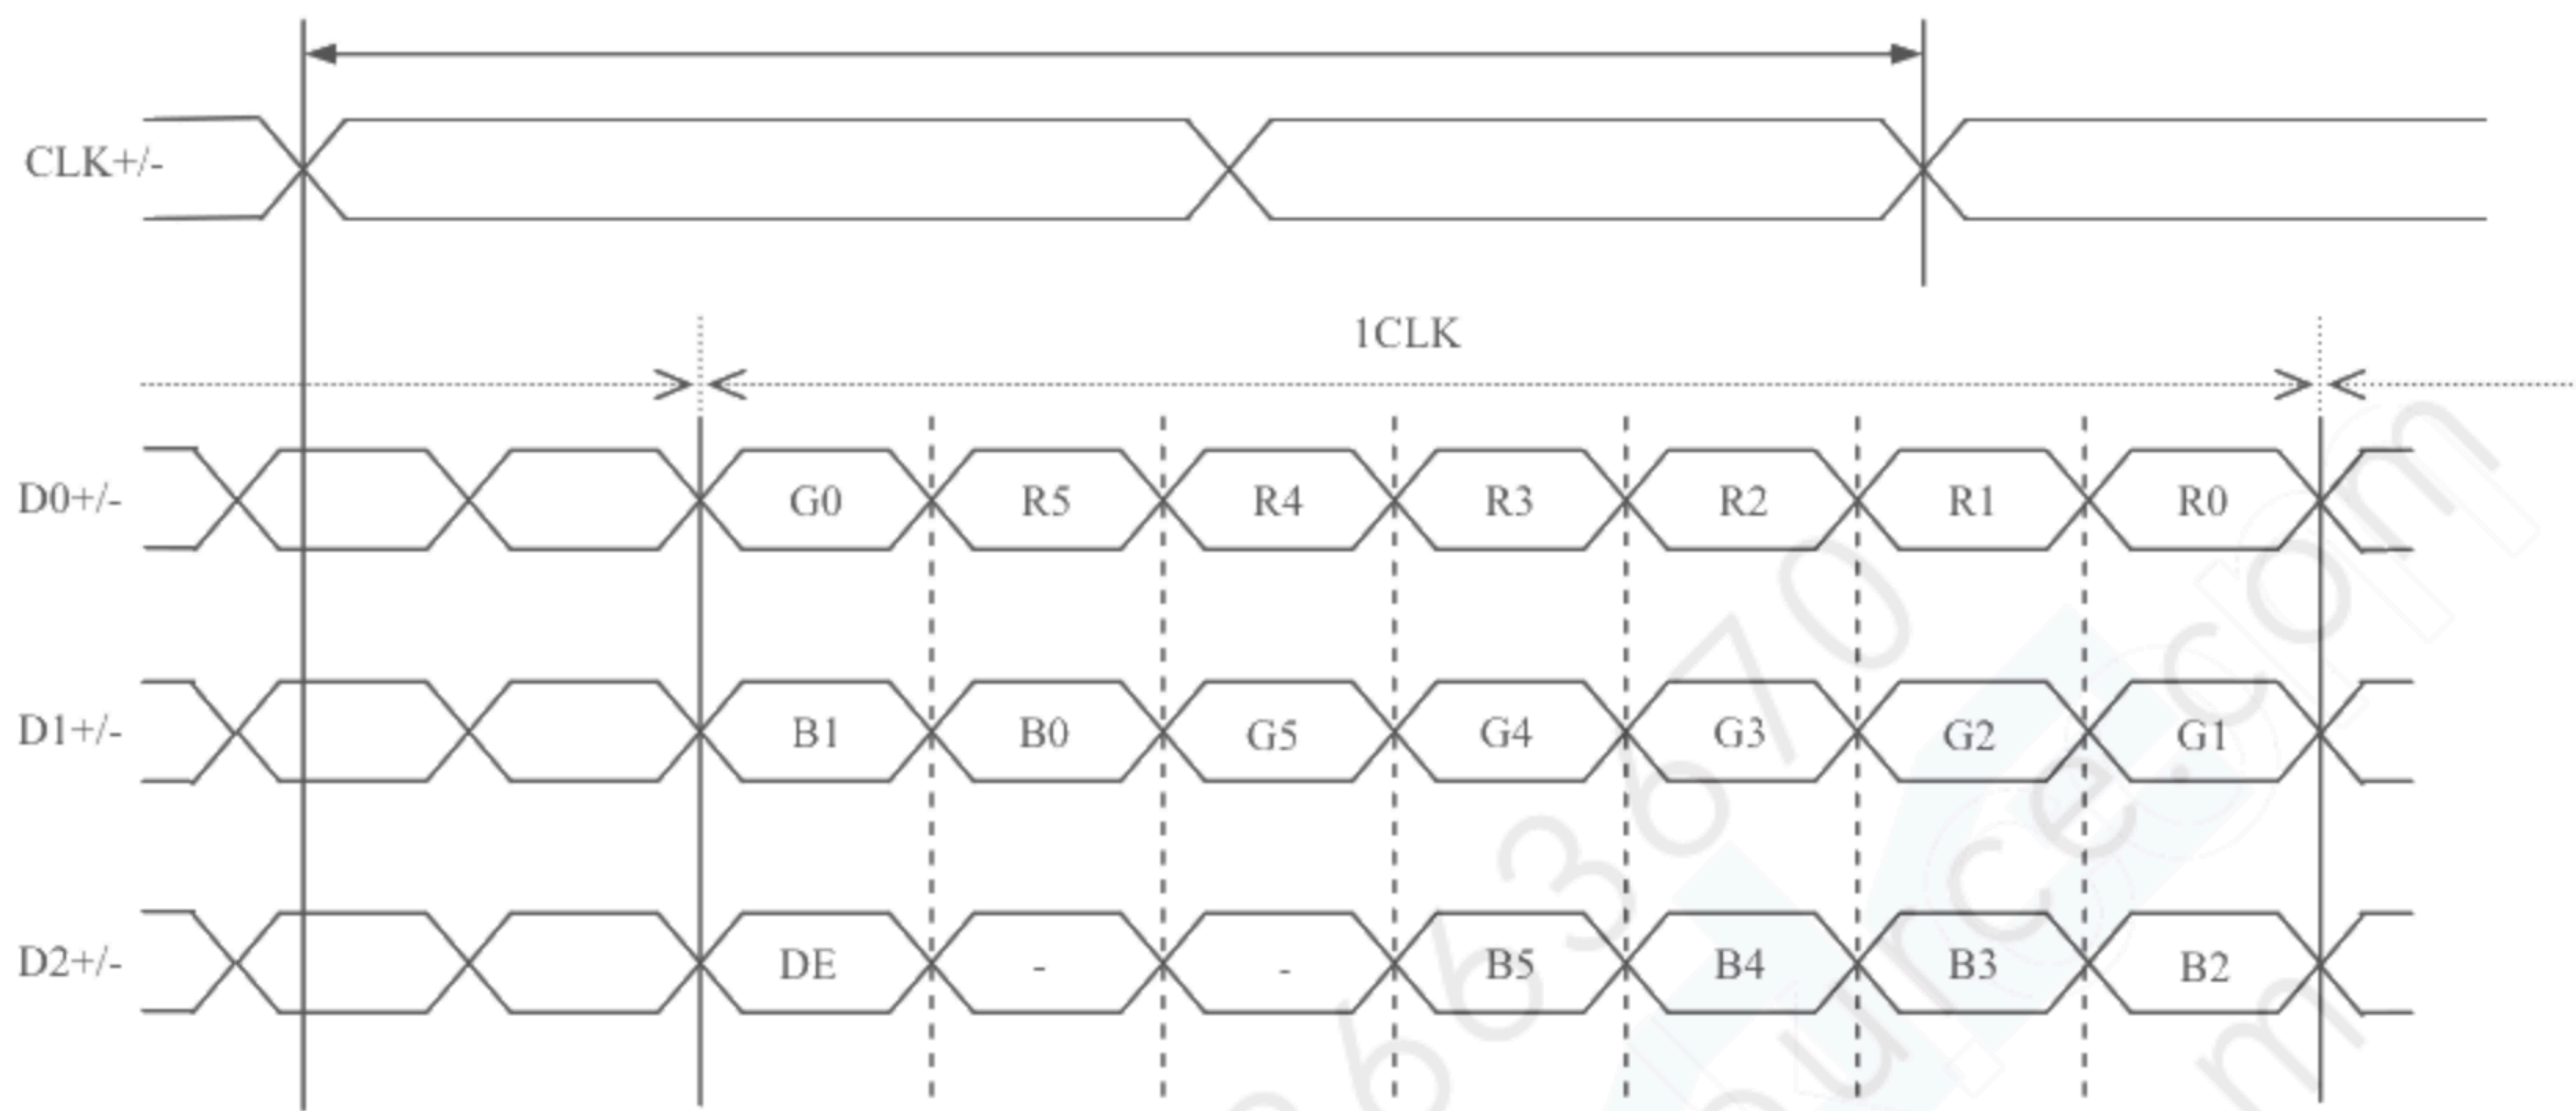 CLK+/-
1CLK
D0+/- G0 R5 R4 R3 R2 R1 R0
D1+/- B1 B0 G5 G4 G3 G2 G1
D2+/- DE - - B5 B4 B3 B2